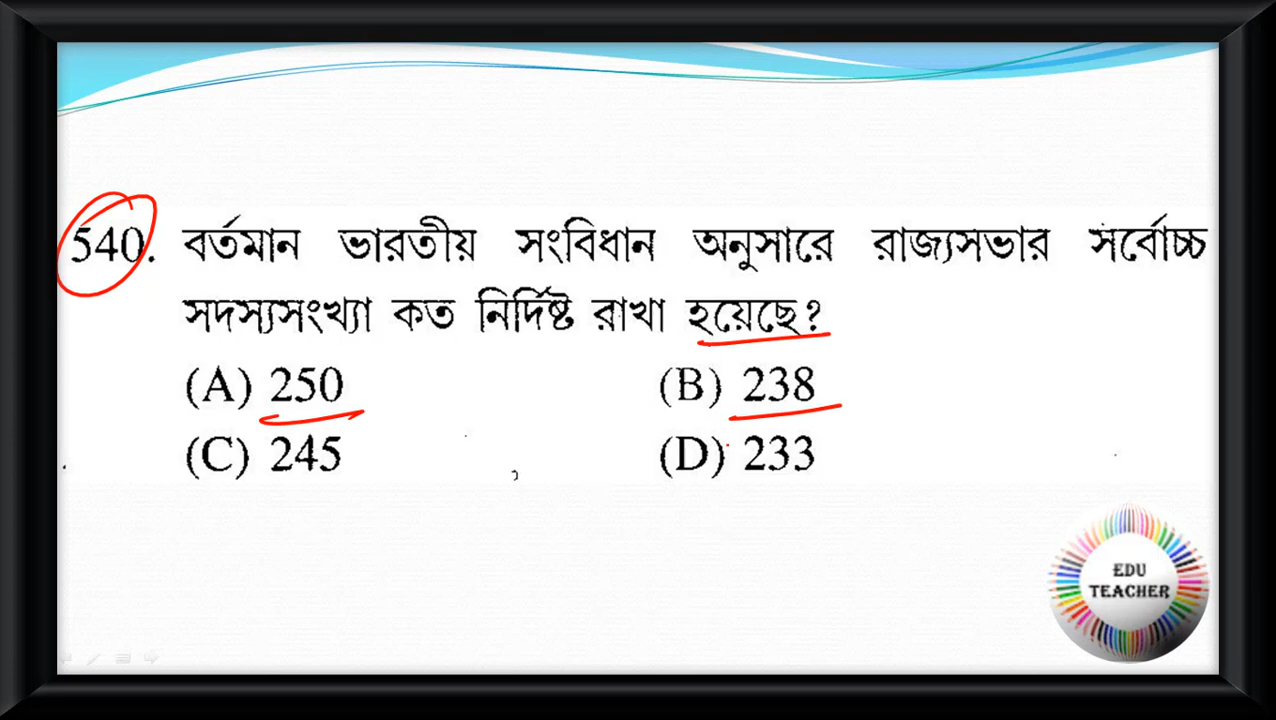 540. বর্তমান ভারতীয় সংবিধান অনুসারে রাজ্যসভার সর্বোচ্চ
সদস্যসংখ্যা কত নির্দিষ্ট রাখা হয়েছে?
(A) 250 (B) 238
(C) 245 (D) 233
EDU
TEACHER